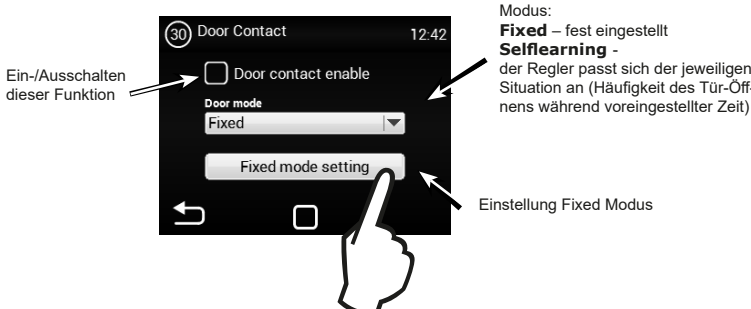 Modus:
Fixed – fest eingestellt
Selflearning -
der Regler passt sich der jeweiligen
Situation an (Häufigkeit des Tür-Öff-
nens während voreingestellter Zeit)
30 Door Contact 12:42
Ein-/Ausschalten
dieser Funktion
Door contact enable
Door mode
Fixed
Fixed mode setting
Einstellung Fixed Modus